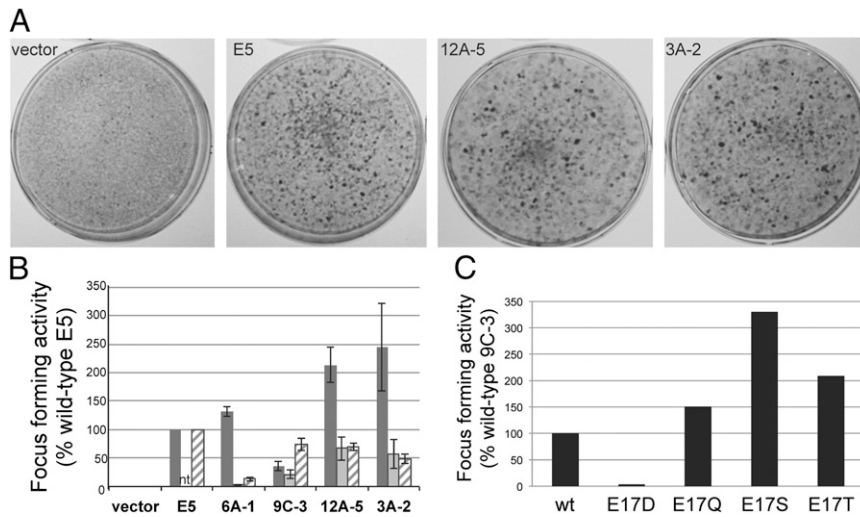 A
vector
E5
12A-5
3A-2
B
Focus forming activity
(% wild-type E5)
350
300
250
200
150
100
50
0
nt
vector
E5
6A-1
9C-3
12A-5
3A-2
C
Focus forming activity
(% wild-type 9C-3)
350
300
250
200
150
100
50
0
wt
E17D
E17Q
E17S
E17T